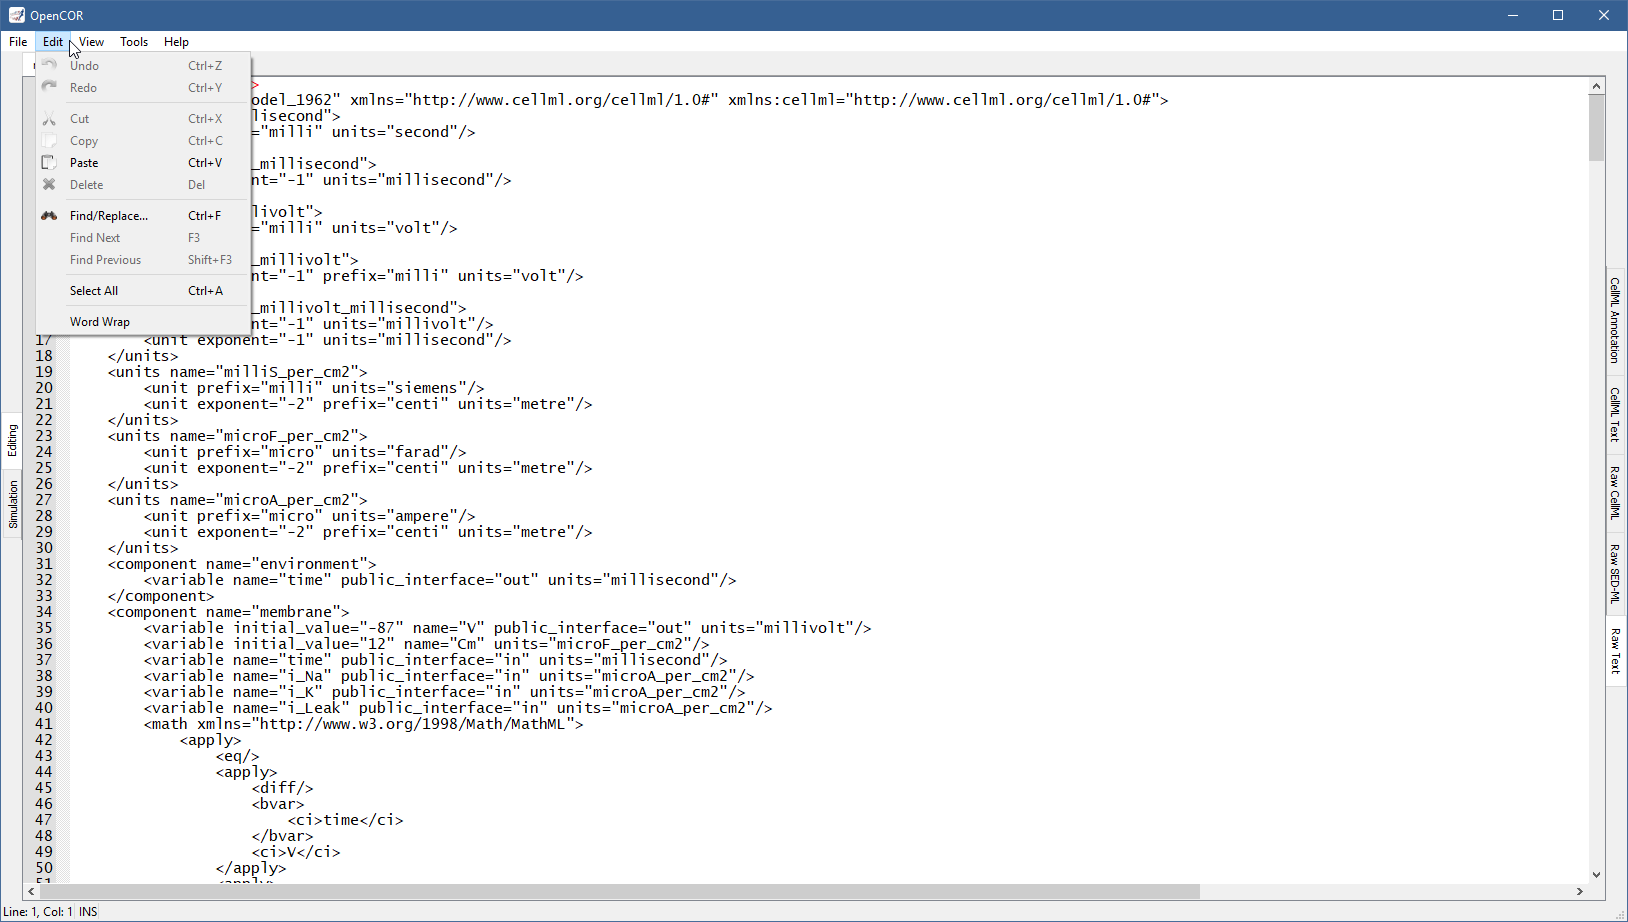 OpenCOR
File Edit View Tools Help
Undo Ctrl+Z
Redo Ctrl+Y
Cut Ctrl+X
Copy Ctrl+C
Paste Ctrl+V
Delete Del
Find/Replace... Ctrl+F
Find Next F3
Find Previous Shift+F3
Select All Ctrl+A
Word Wrap
>
odel_1962" xmlns="http://www.cellml.org/cellml/1.0#" xmlns:cellml="http://www.cellml.org/cellml/1.0#">
lisecond">
="milli" units="second"/>
_millisecond">
nt="-1" units="millisecond"/>
livolt">
="milli" units="volt"/>
_millivolt">
nt="-1" prefix="milli" units="volt"/>
_millivolt_millisecond">
nt="-1" units="millivolt"/>
17 <unit exponent="-1" units="millisecond"/>
18 </units>
19 <units name="milliS_per_cm2">
20 <unit prefix="milli" units="siemens"/>
21 <unit exponent="-2" prefix="centi" units="metre"/>
22 </units>
23 <units name="microF_per_cm2">
24 <unit prefix="micro" units="farad"/>
25 <unit exponent="-2" prefix="centi" units="metre"/>
26 </units>
27 <units name="microA_per_cm2">
28 <unit prefix="micro" units="ampere"/>
29 <unit exponent="-2" prefix="centi" units="metre"/>
30 </units>
31 <component name="environment">
32 <variable name="time" public_interface="out" units="millisecond"/>
33 </component>
34 <component name="membrane">
35 <variable initial_value="-87" name="V" public_interface="out" units="millivolt"/>
36 <variable initial_value="12" name="Cm" units="microF_per_cm2"/>
37 <variable name="time" public_interface="in" units="millisecond"/>
38 <variable name="i_Na" public_interface="in" units="microA_per_cm2"/>
39 <variable name="i_K" public_interface="in" units="microA_per_cm2"/>
40 <variable name="i_Leak" public_interface="in" units="microA_per_cm2"/>
41 <math xmlns="http://www.w3.org/1998/Math/MathML">
42 <apply>
43 <eq/>
44 <apply>
45 <diff/>
46 <bvar>
47 <ci>time</ci>
48 </bvar>
49 <ci>V</ci>
50 </apply>
51 <apply>
Editing
Simulation
CellML Annotation
CellML Text
Raw CellML
Raw SED-ML
Raw Text
Line: 1, Col: 1 INS